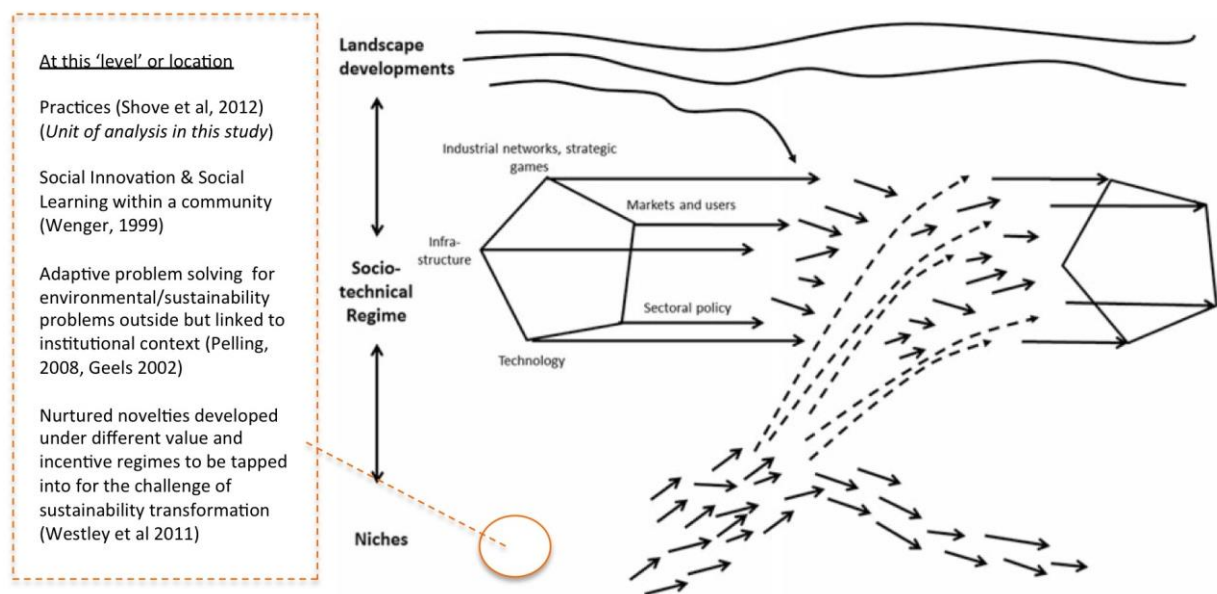 At this ‘level’ or location
Practices (Shove et al, 2012)
(Unit of analysis in this study)
Social Innovation & Social
Learning within a community
(Wenger, 1999)
Adaptive problem solving for
environmental/sustainability
problems outside but linked to
institutional context (Pelling,
2008, Geels 2002)
Nurtured novelties developed
under different value and
incentive regimes to be tapped
into for the challenge of
sustainability transformation
(Westley et al 2011)
Landscape
developments
Industrial networks, strategic
games
Markets and users
Infra-
structure
Socio-
technical
Regime
Sectoral policy
Technology
Niches